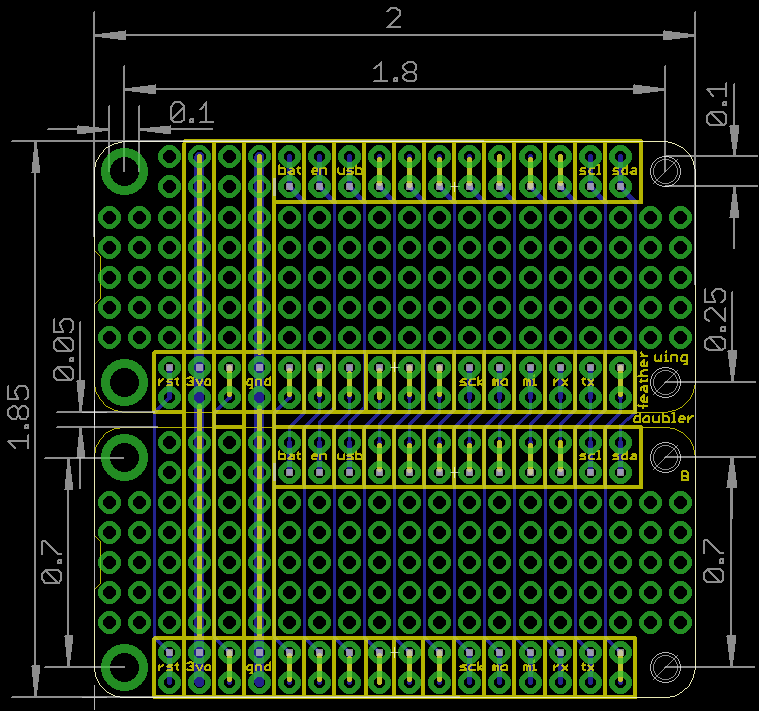 2
1.8
0.1
0.1
bat en usb scl sda
0.25
0.05
1.85
rst 3vo gnd sck mo mi rx tx
feather wing
doubler
bat en usb scl sda
B
0.7
0.7
rst 3vo gnd sck mo mi rx tx